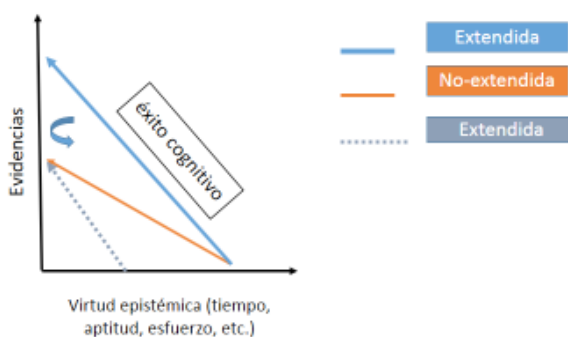 Evidencias
éxito cognitivo
Virtud epistémica (tiempo,
aptitud, esfuerzo, etc.)
Extendida
No-extendida
Extendida